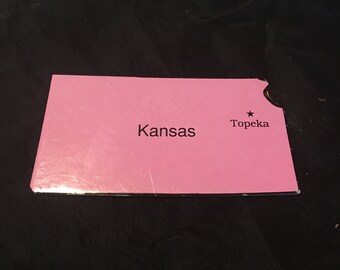 Kansas
★
Topeka